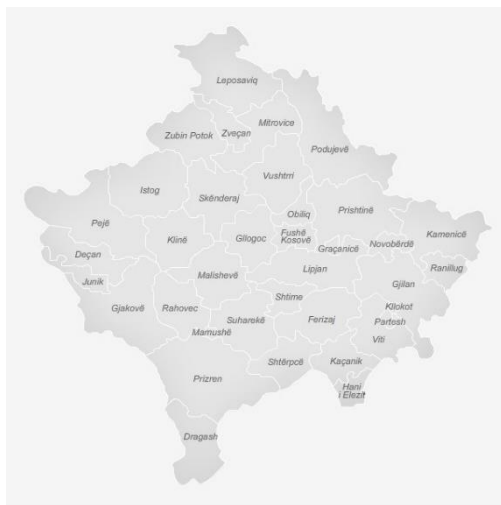 Leposaviq
Mitrovice
Zubin Potok
Zveçan
Podujevë
Vushtrri
Istog
Skënderaj
Obiliq
Prishtinë
Pejë
Klinë
Gllogoc
Fushë
Kosovë
Graçanicë
Novobërdë
Kamenicë
Deçan
Lipjan
Ranillug
Junik
Malishevë
Gjilan
Gjakovë
Rahovec
Shtime
Kllokot
Mamushë
Suharekë
Ferizaj
Partesh
Viti
Shtërpcë
Kaçanik
Prizren
Hani
i Elezit
Dragash